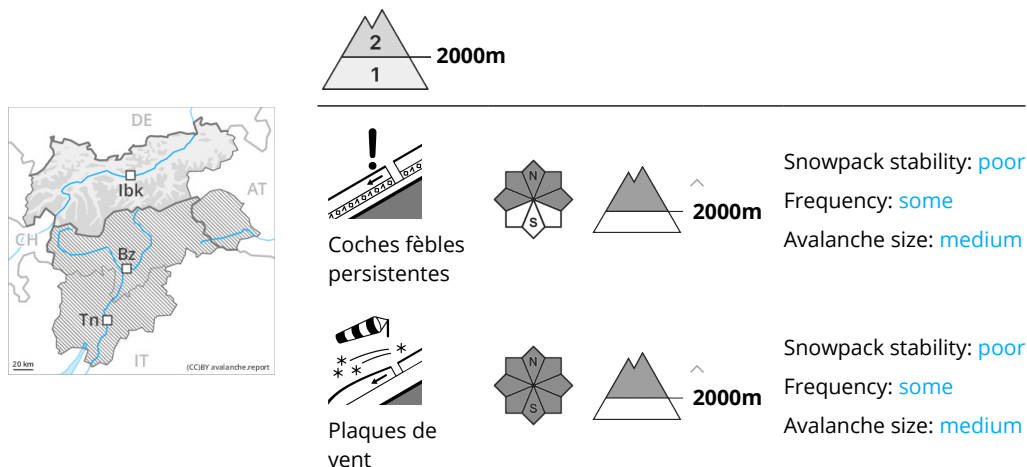 2
2000m
1
DE
Ibk
AT
CH
Bz
Tn
IT
20 km
(CC)BY avalanche.report
N
S
2000m
Coches fèbles
persistentes
Snowpack stability: poor
Frequency: some
Avalanche size: medium
N
S
2000m
Plaques de
vent
Snowpack stability: poor
Frequency: some
Avalanche size: medium